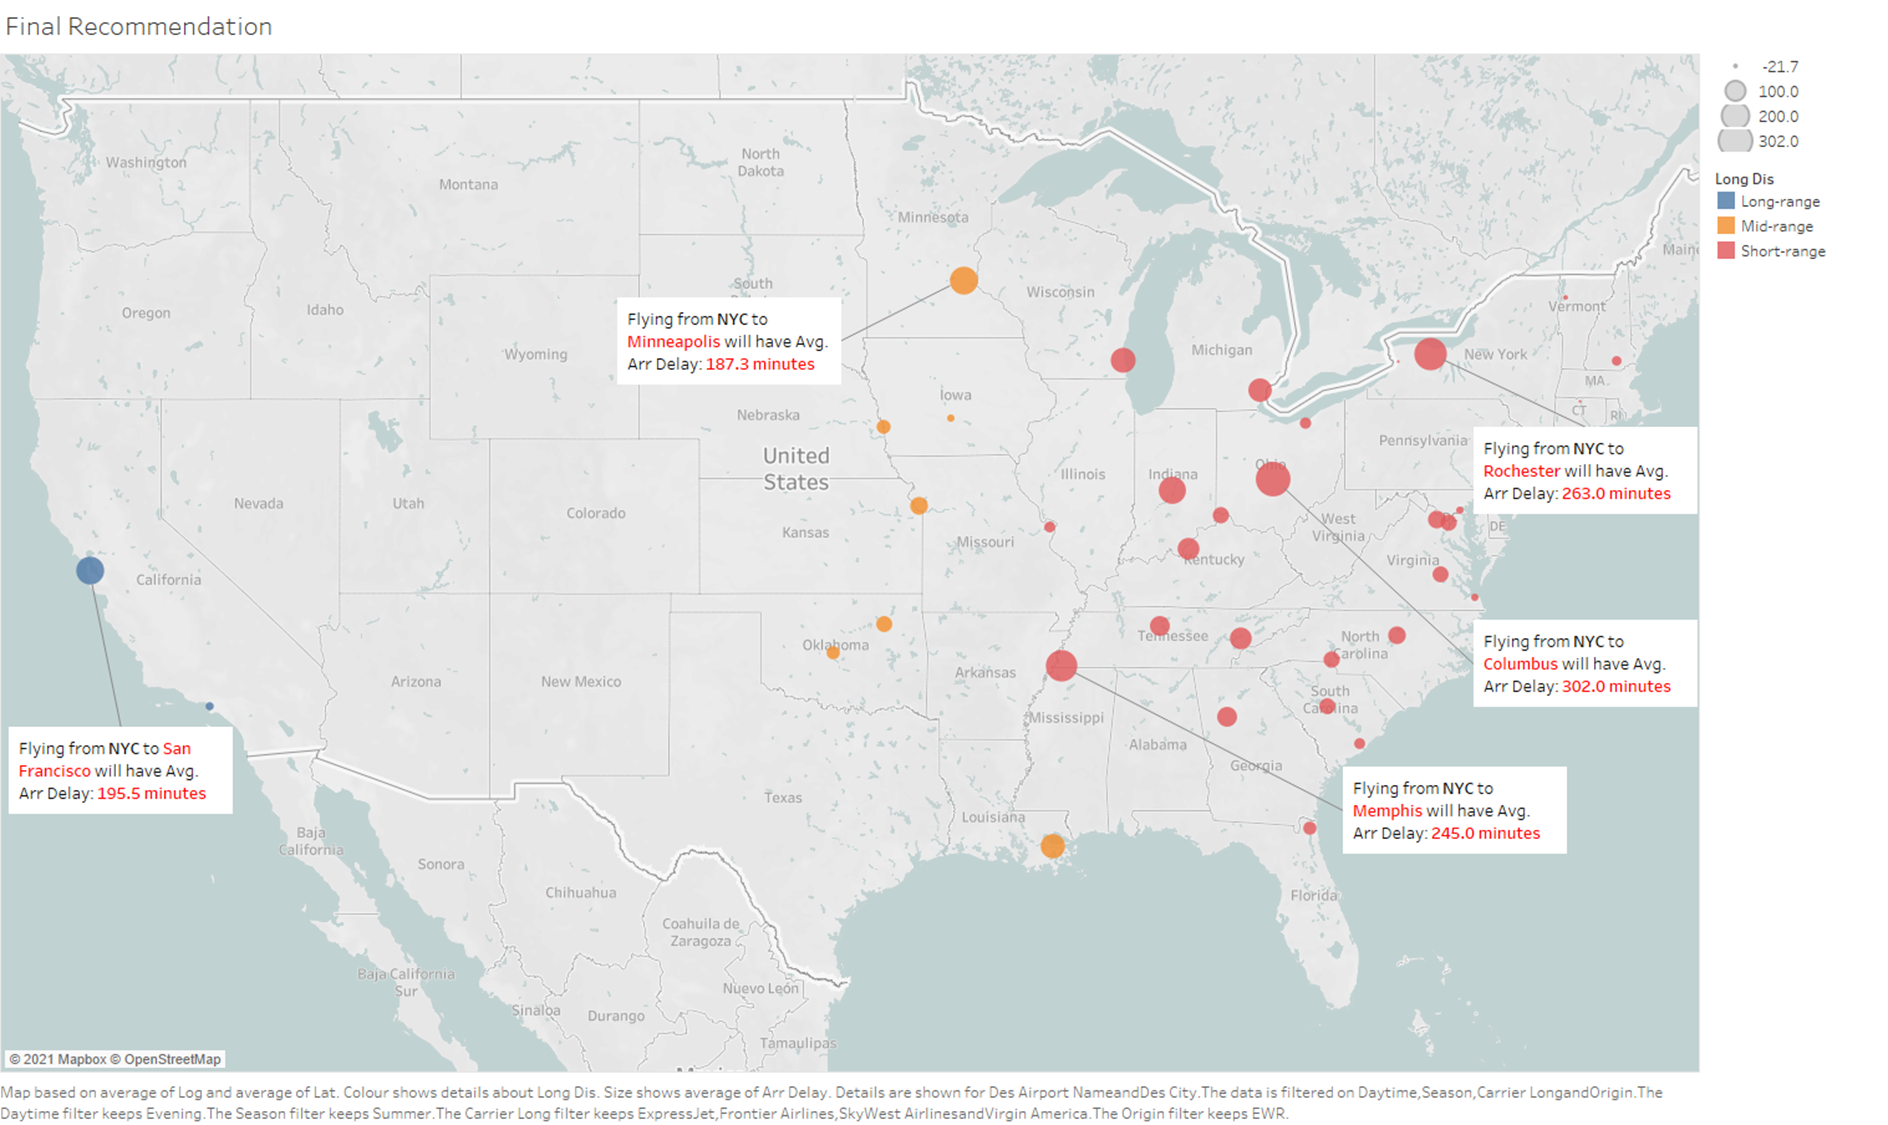 Final Recommendation
-21.7
100.0
200.0
302.0
Long Dis
Long-range
Mid-range
Short-range
Washington
Montana
North
Dakota
Minnesota
Maine
Oregon
Idaho
South
Wisconsin
Vermont
Wyoming
Michigan
New York
MA.
Flying from NYC to
Minneapolis will have Avg.
Arr Delay: 187.3 minutes
Nebraska
Iowa
CT
RI
Pennsylvania
United
States
Nevada
Utah
Colorado
Kansas
Illinois
Indiana
Ohio
Missouri
West
Virginia
DE
Flying from NYC to
Rochester will have Avg.
Arr Delay: 263.0 minutes
California
Kentucky
Virginia
Oklahoma
Tennessee
North
Carolina
Arizona
New Mexico
Arkansas
South
Carolina
Flying from NYC to
Columbus will have Avg.
Arr Delay: 302.0 minutes
Mississippi
Alabama
Georgia
Flying from NYC to San
Francisco will have Avg.
Arr Delay: 195.5 minutes
Texas
Louisiana
Flying from NYC to
Memphis will have Avg.
Arr Delay: 245.0 minutes
Baja
California
Sonora
Chihuahua
Florida
Coahuila de
Zaragoza
Baja California
Sur
Nuevo León
Sinaloa
Durango
Tamaulipas
© 2021 Mapbox © OpenStreetMap
Map based on average of Log and average of Lat. Colour shows details about Long Dis. Size shows average of Arr Delay. Details are shown for Des Airport NameandDes City.The data is filtered on Daytime,Season,Carrier LongandOrigin.The
Daytime filter keeps Evening.The Season filter keeps Summer.The Carrier Long filter keeps ExpressJet,Frontier Airlines,SkyWest AirlinesandVirgin America.The Origin filter keeps EWR.